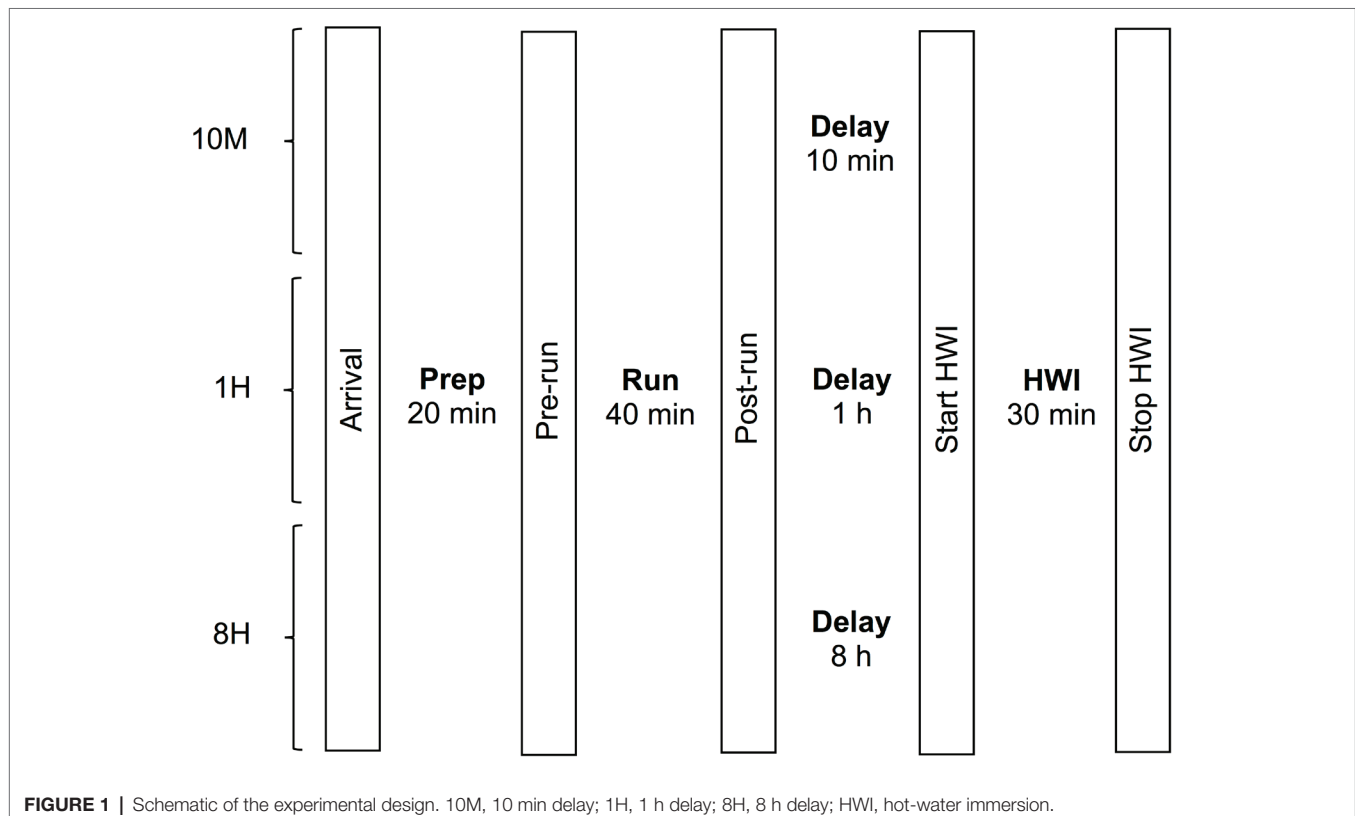 10M
1H
8H
Arrival
Prep
20 min
Pre-run
Run
40 min
Post-run
Delay
10 min
Delay
1 h
Delay
8 h
Start HWI
HWI
30 min
Stop HWI
FIGURE 1 | Schematic of the experimental design. 10M, 10 min delay; 1H, 1 h delay; 8H, 8 h delay; HWI, hot-water immersion.